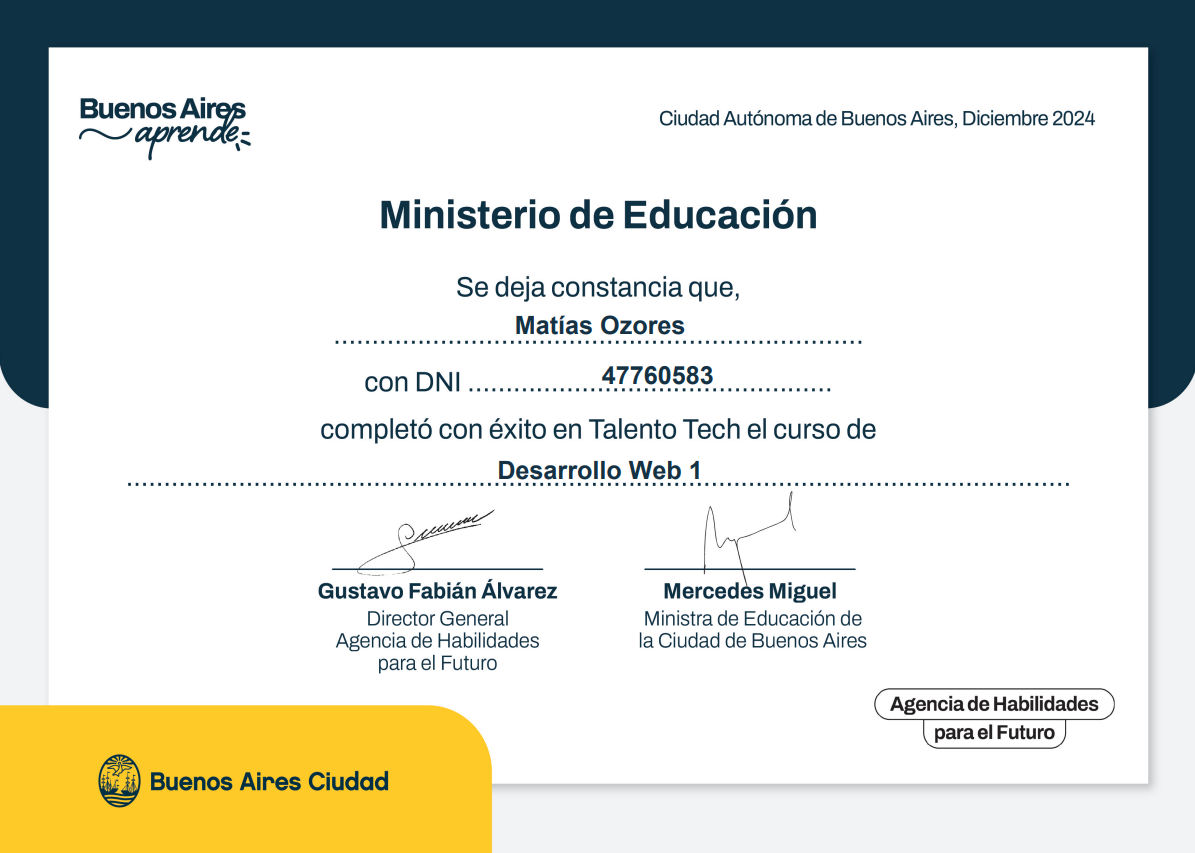 Buenos Aires
aprende
Ciudad Autónoma de Buenos Aires, Diciembre 2024
Ministerio de Educación
Se deja constancia que,
Matías Ozores
con DNI 47760583
completó con éxito en Talento Tech el curso de
Desarrollo Web 1
Gustavo Fabián Álvarez
Director General
Agencia de Habilidades
para el Futuro
Mercedes Miguel
Ministra de Educación de
la Ciudad de Buenos Aires
Agencia de Habilidades
para el Futuro
Buenos Aires Ciudad